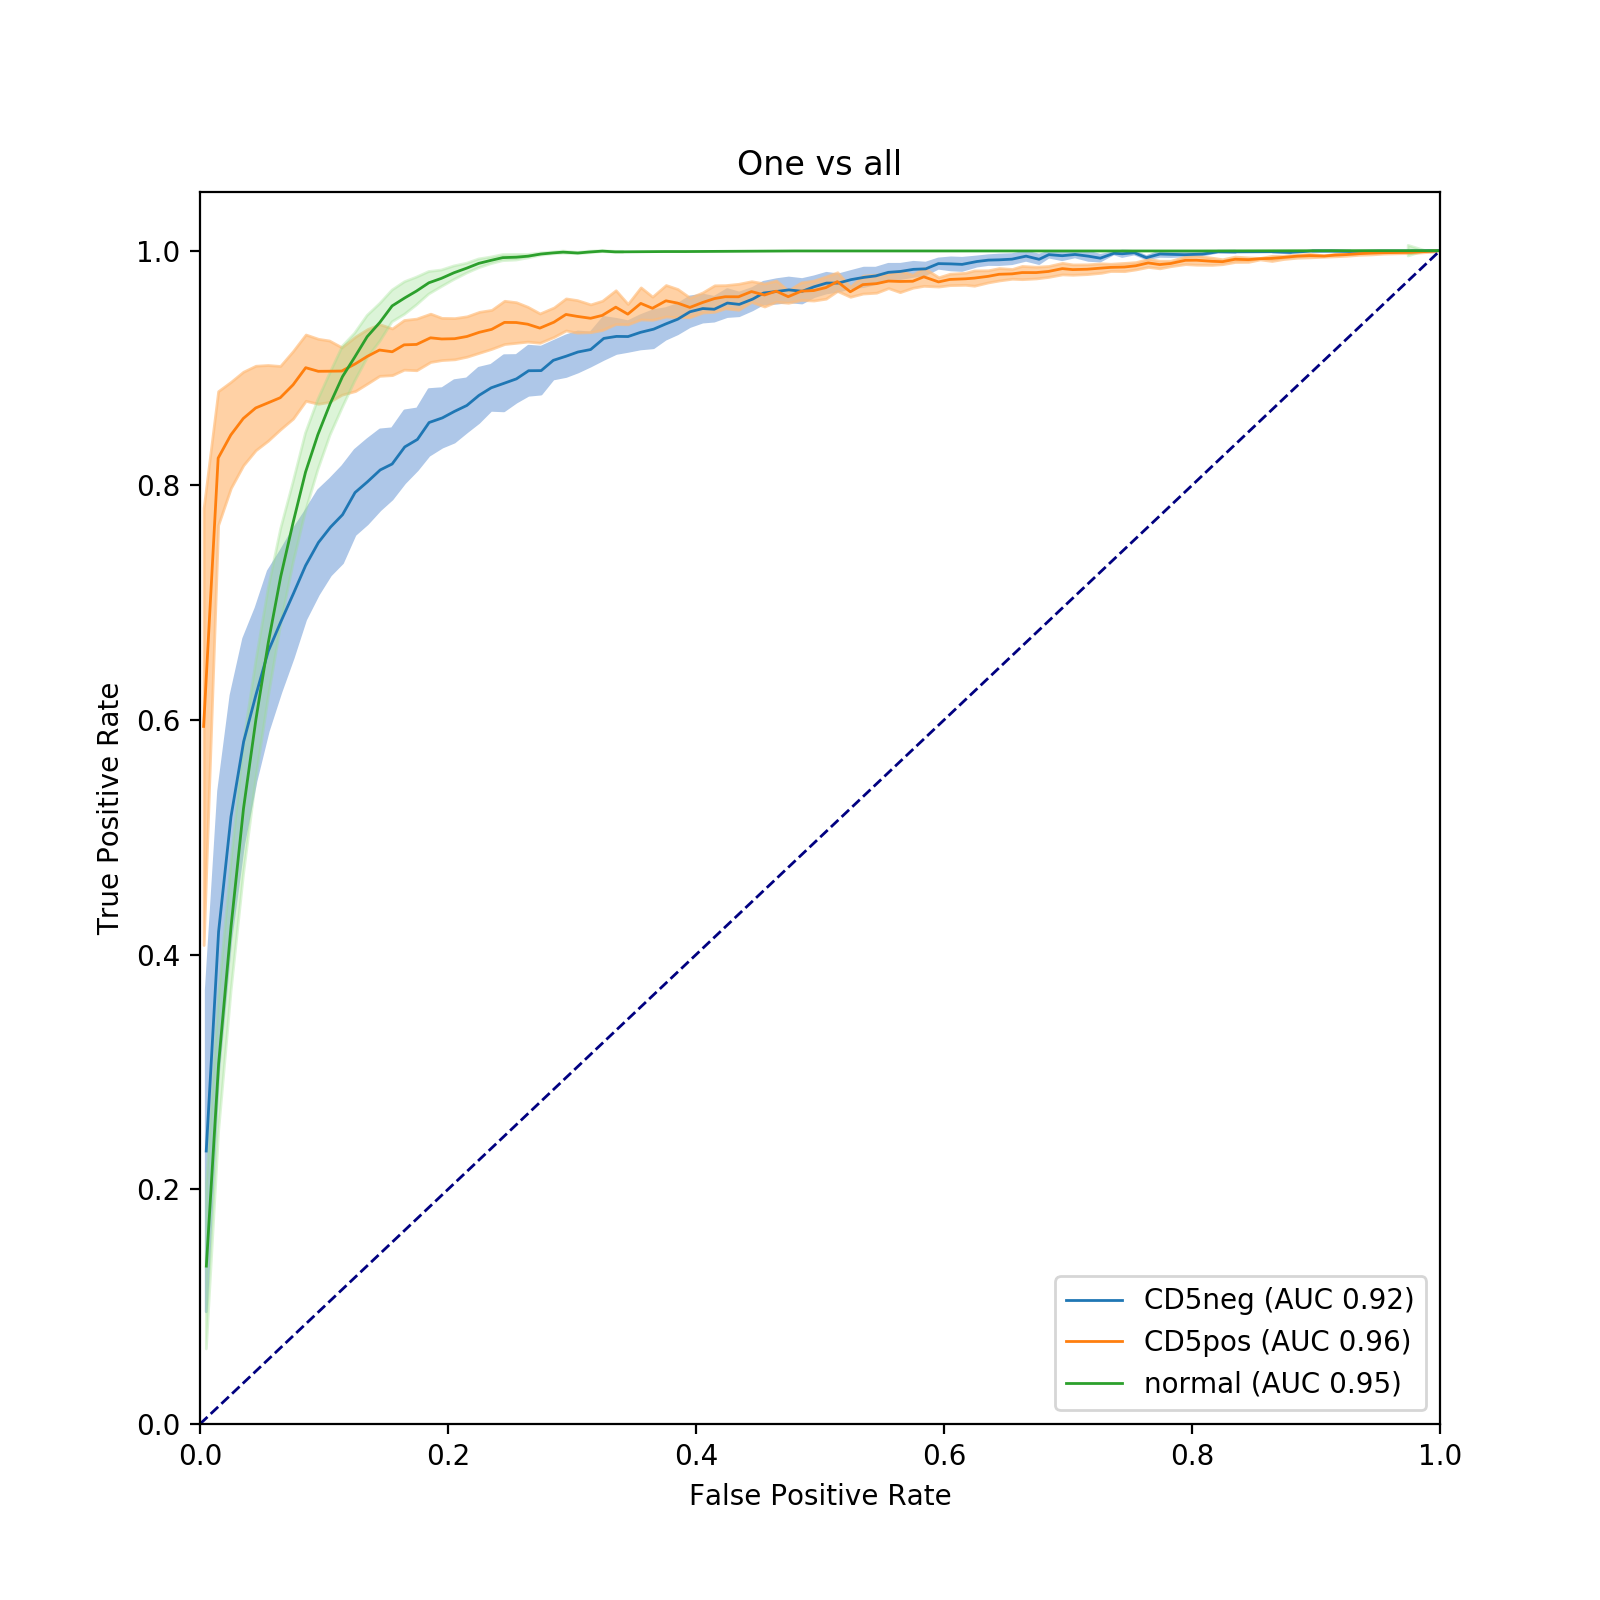 One vs all
1.0
0.8
0.6
0.4
0.2
0.0
True Positive Rate
CD5neg (AUC 0.92)
CD5pos (AUC 0.96)
normal (AUC 0.95)
0.0 0.2 0.4 0.6 0.8 1.0
False Positive Rate